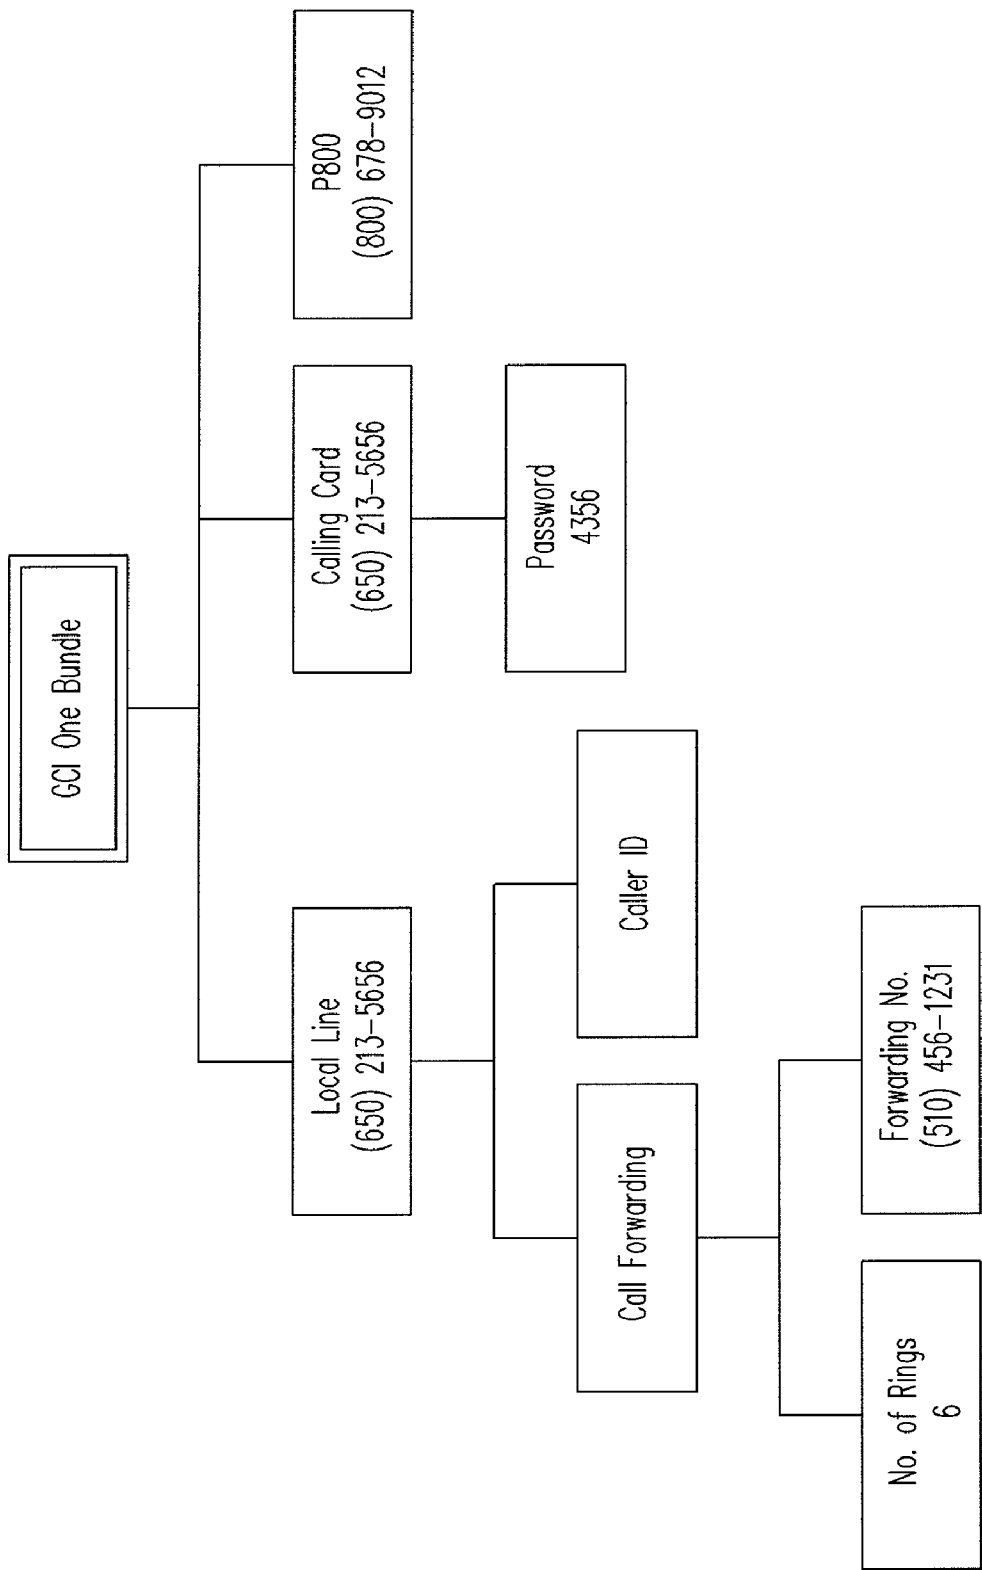 GCI One Bundle
Local Line
(650) 213-5656
Calling Card
(650) 213-5656
P800
(800) 678-9012
Call Forwarding
Caller ID
Password
4356
No. of Rings
6
Forwarding No.
(510) 456-1231